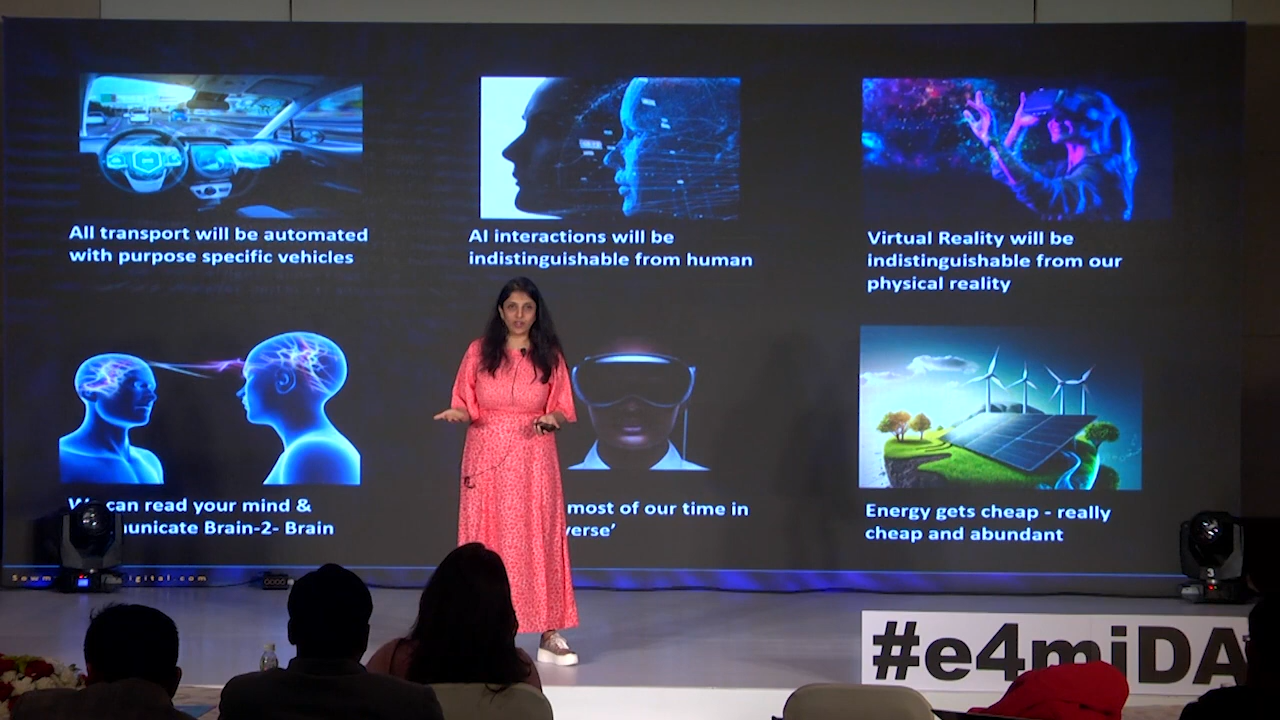 All transport will be automated
with purpose specific vehicles
AI interactions will be
indistinguishable from human
Virtual Reality will be
indistinguishable from our
physical reality
can read your mind &
Brain-2- Brain
most of our time in
Energy gets cheap - really
cheap and abundant
#e4miDA
3